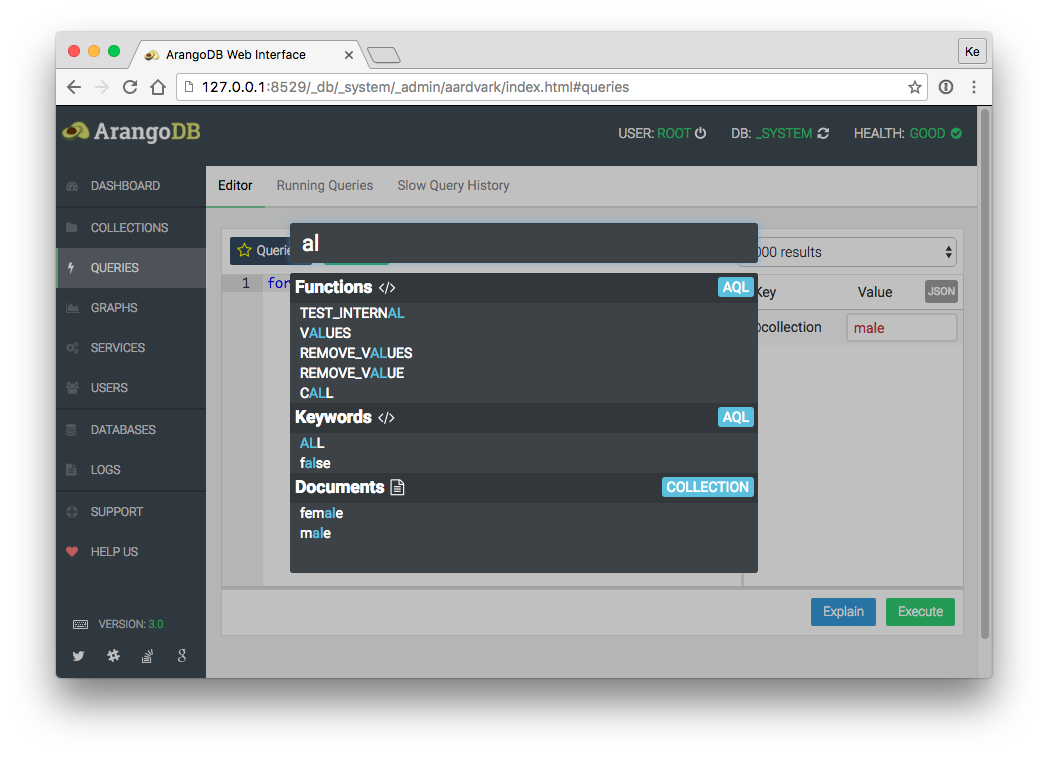 ArangoDB Web Interface
Ke
127.0.0.1:8529/_db/_system/_admin/aardvark/index.html#queries
ArangoDB
USER: ROOT DB: _SYSTEM HEALTH: GOOD
DASHBOARD
COLLECTIONS
QUERIES
GRAPHS
SERVICES
USERS
DATABASES
LOGS
SUPPORT
HELP US
VERSION: 3.0
Editor Running Queries Slow Query History
al
results
1 for
Key Value JSON
collection male
Functions </> AQL
TEST_INTERNAL
VALUES
REMOVE_VALUES
REMOVE_VALUE
CALL
Keywords </> AQL
ALL
false
Documents COLLECTION
female
male
Explain Execute